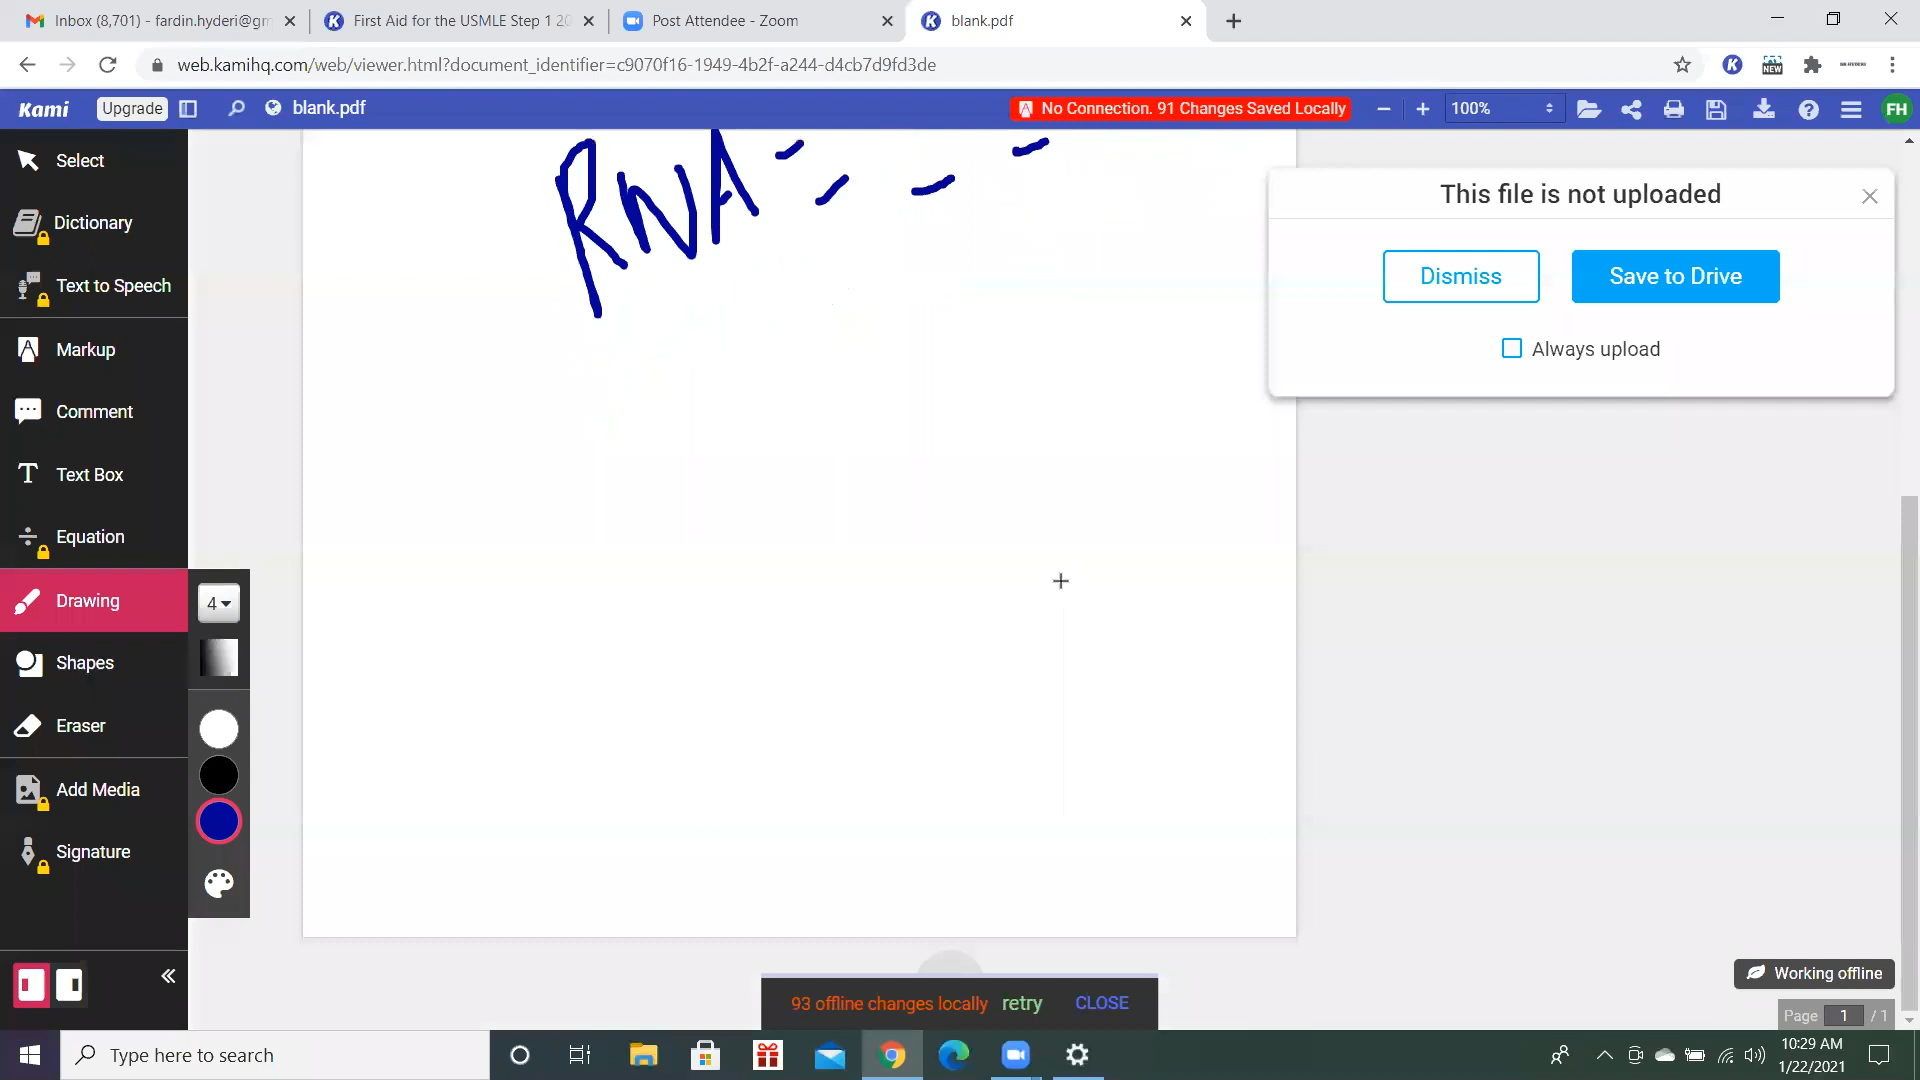 Inbox (8,701) - fardin.hyderi@gm
First Aid for the USMLE Step 1 20
Post Attendee - Zoom
blank.pdf
web.kamihq.com/web/viewer.html?document_identifier=c9070f16-1949-4b2f-a244-d4cb7d9fd3de
NEW
Kami
Upgrade
blank.pdf
No Connection. 91 Changes Saved Locally
100%
FH
Select
Dictionary
Text to Speech
Markup
Comment
Text Box
Equation
Drawing
Shapes
Eraser
Add Media
Signature
4
RNA
This file is not uploaded
Dismiss
Save to Drive
Always upload
Working offline
93 offline changes locally retry CLOSE
Page 1 / 1
Type here to search
10:29 AM
1/22/2021